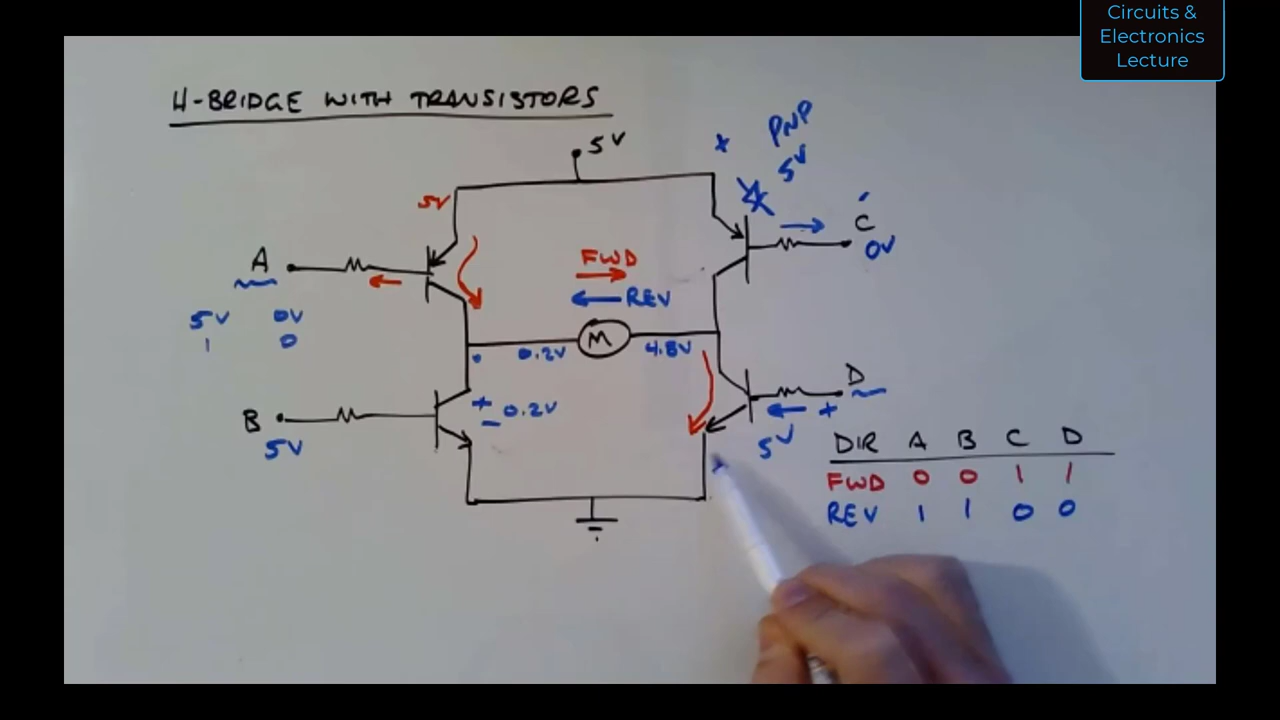 Circuits &
Electronics
Lecture
H-BRIDGE WITH TRANSISTORS
5V
PNP
5V
5V
C
0V
A
5V 0V
1 0
FWD
REV
0.2V M 4.8V
B
5V
+
- 0.2V
D
+
5V
DIR A B C D
FWD 0 0 1 1
REV 1 1 0 0